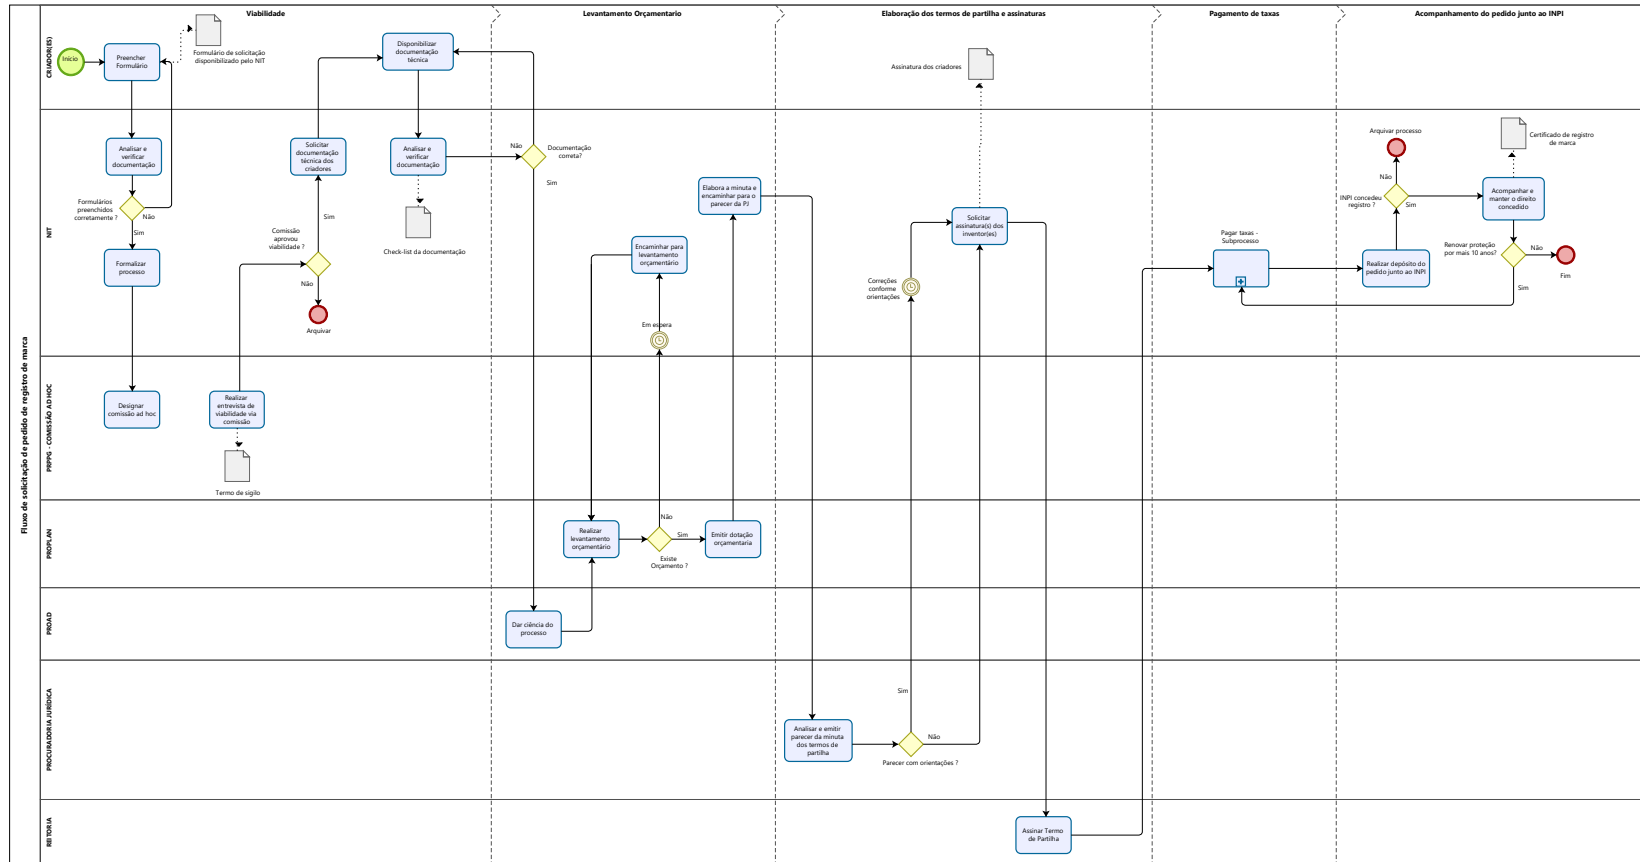 Fluxo de solicitação de pedido de registro de marca
Viabilidade
Levantamento Orçamentario
Elaboração dos termos de partilha e assinaturas
Pagamento de taxas
Acompanhamento do pedido junto ao INPI
CRIADOR(ES)
Início
Preencher
Formulário
Formulário de solicitação
disponibilizado pelo NIT
Disponibilizar
documentação
técnica
Assinatura dos criadores
NIT
Analisar e
verificar
documentação
Formulários
preenchidos
corretamente ?
Não
Sim
Formalizar
processo
Solicitar
documentação
técnica dos
criadores
Sim
Comissão
aprovou
viabilidade ?
Não
Arquivar
Analisar e
verificar
documentação
Check-list da documentação
Não
Documentação
correta?
Sim
Elabora a minuta e
encaminhar para o
parecer da PJ
Encaminhar para
levantamento
orçamentário
Em espera
Correções
conforme
orientações
Solicitar
assinatura(s) dos
inventor(es)
Pagar taxas -
Subprocesso
Arquivar processo
Não
INPI concedeu
registro ?
Sim
Realizar depósito do
pedido junto ao INPI
Certificado de registro
de marca
Acompanhar e
manter o direito
concedido
Renovar proteção
por mais 10 anos?
Não
Fim
Sim
PRPPG - COMISSÃO AD HOC
Designar
comissão ad hoc
Realizar
entrevista de
viabilidade via
comissão
Termo de sigilo
PROPLAN
Realizar
levantamento
orçamentário
Não
Sim
Existe
Orçamento ?
Emitir dotação
orçamentaria
PROAD
Dar ciência do
processo
PROCURADORIA JURÍDICA
Analisar e emitir
parecer da minuta
dos termos de
partilha
Sim
Não
Parecer com orientações ?
REITORIA
Assinar Termo
de Partilha